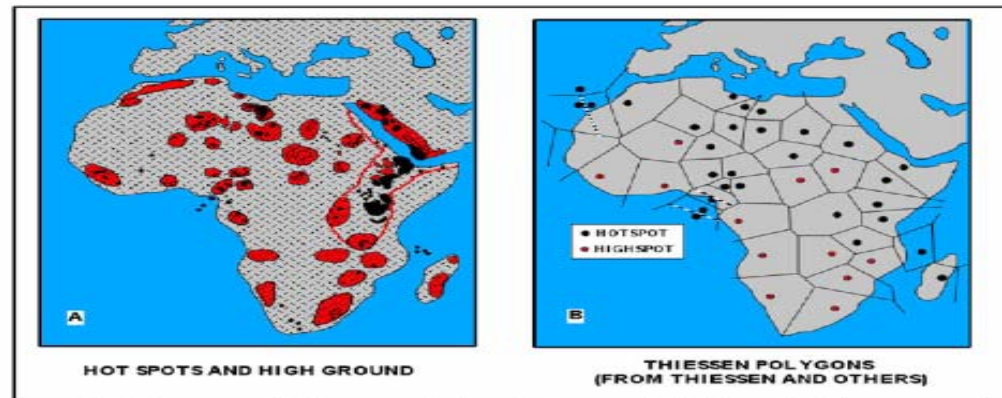 A
HOT SPOTS AND HIGH GROUND
HOTSPOT
HIGHSPOT
B
THIESSEN POLYGONS
(FROM THIESSEN AND OTHERS)